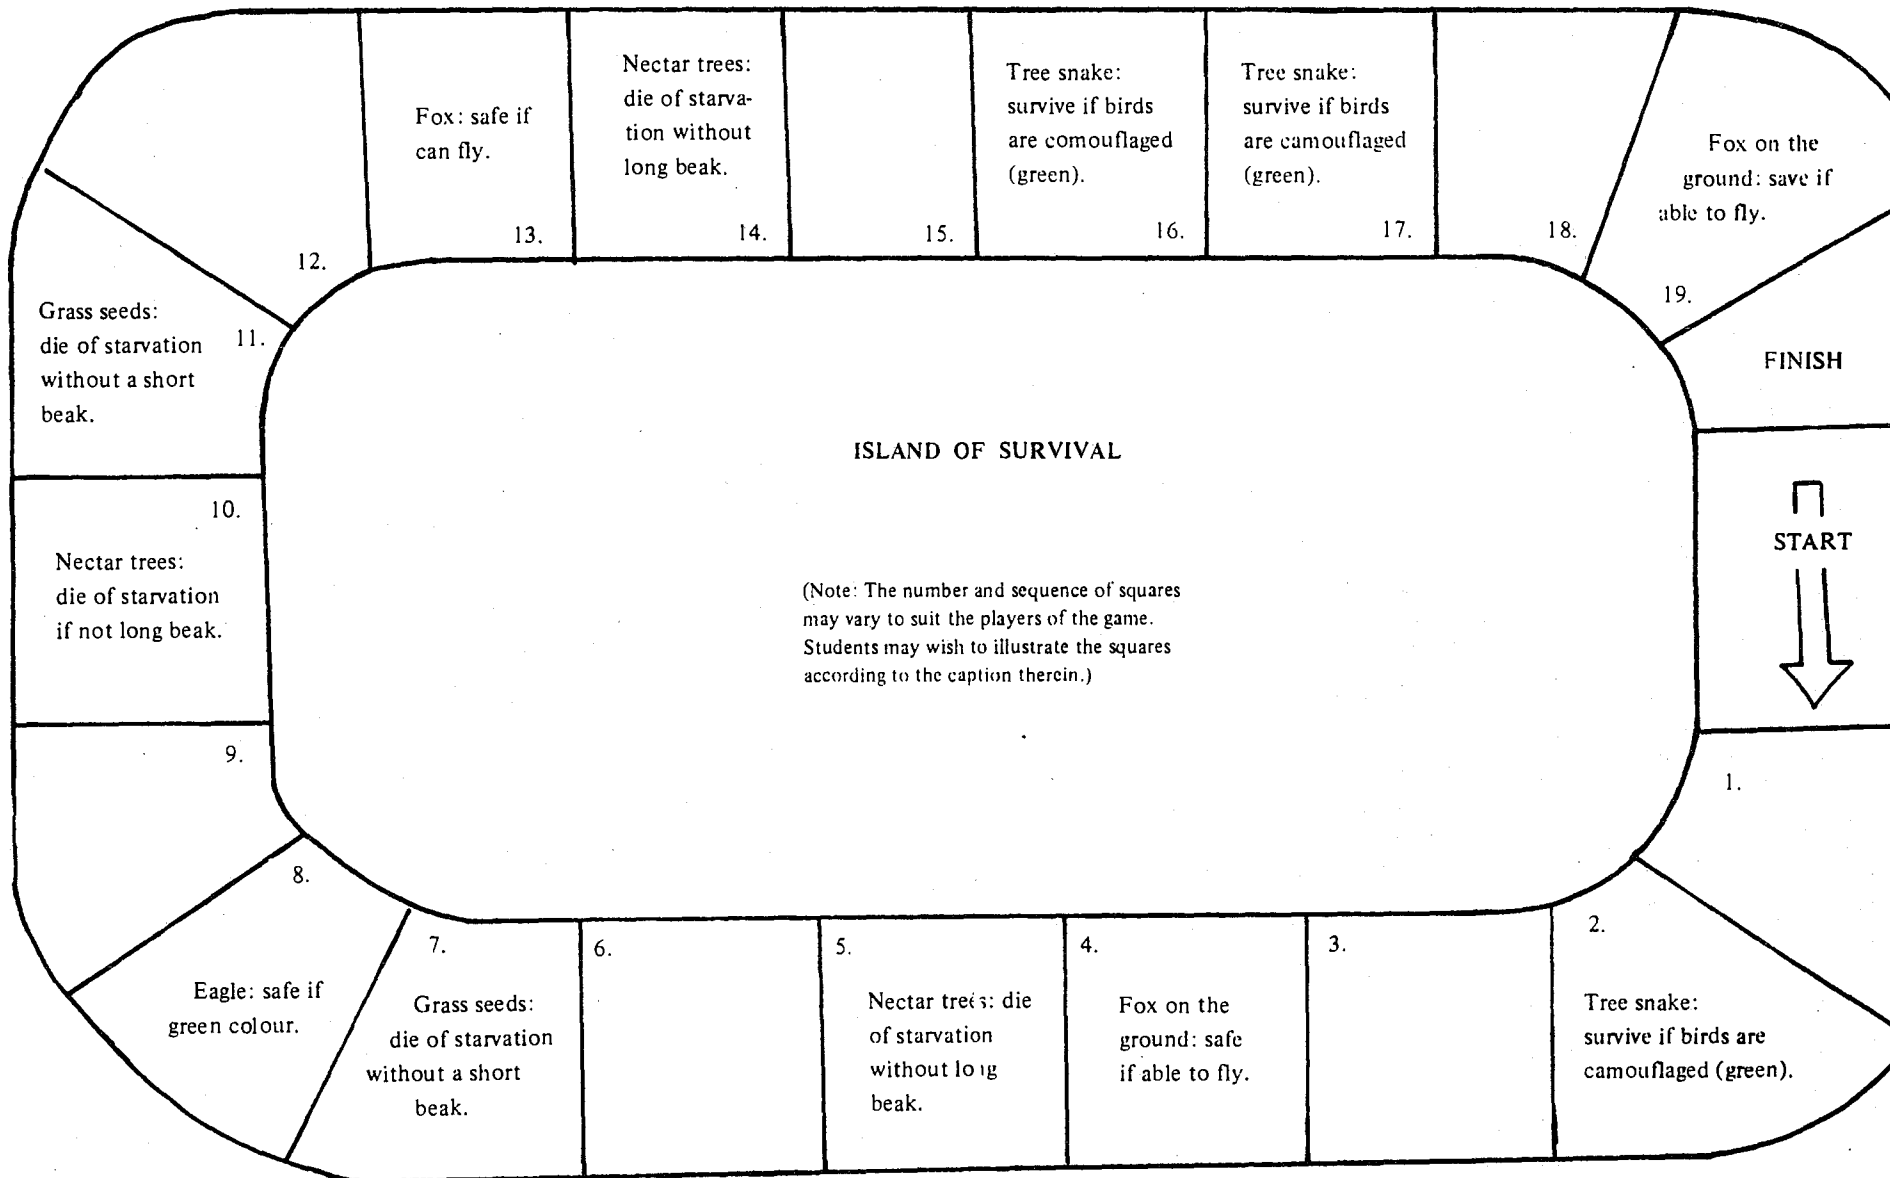 ISLAND OF SURVIVAL
(Note: The number and sequence of squares
may vary to suit the players of the game.
Students may wish to illustrate the squares
according to the caption therein.)
START
1.
2.
Tree snake:
survive if birds are
camouflaged (green).
3.
4.
Fox on the
ground: safe
if able to fly.
5.
Nectar trees: die
of starvation
without long
beak.
6.
7.
Grass seeds:
die of starvation
without a short
beak.
8.
Eagle: safe if
green colour.
9.
10.
Nectar trees:
die of starvation
if not long beak.
11.
Grass seeds:
die of starvation
without a short
beak.
12.
Fox: safe if
can fly.
13.
Nectar trees:
die of starva-
tion without
long beak.
14.
15.
Tree snake:
survive if birds
are comouflaged
(green).
16.
Tree snake:
survive if birds
are camouflaged
(green).
17.
18.
Fox on the
ground: save if
able to fly.
19.
FINISH